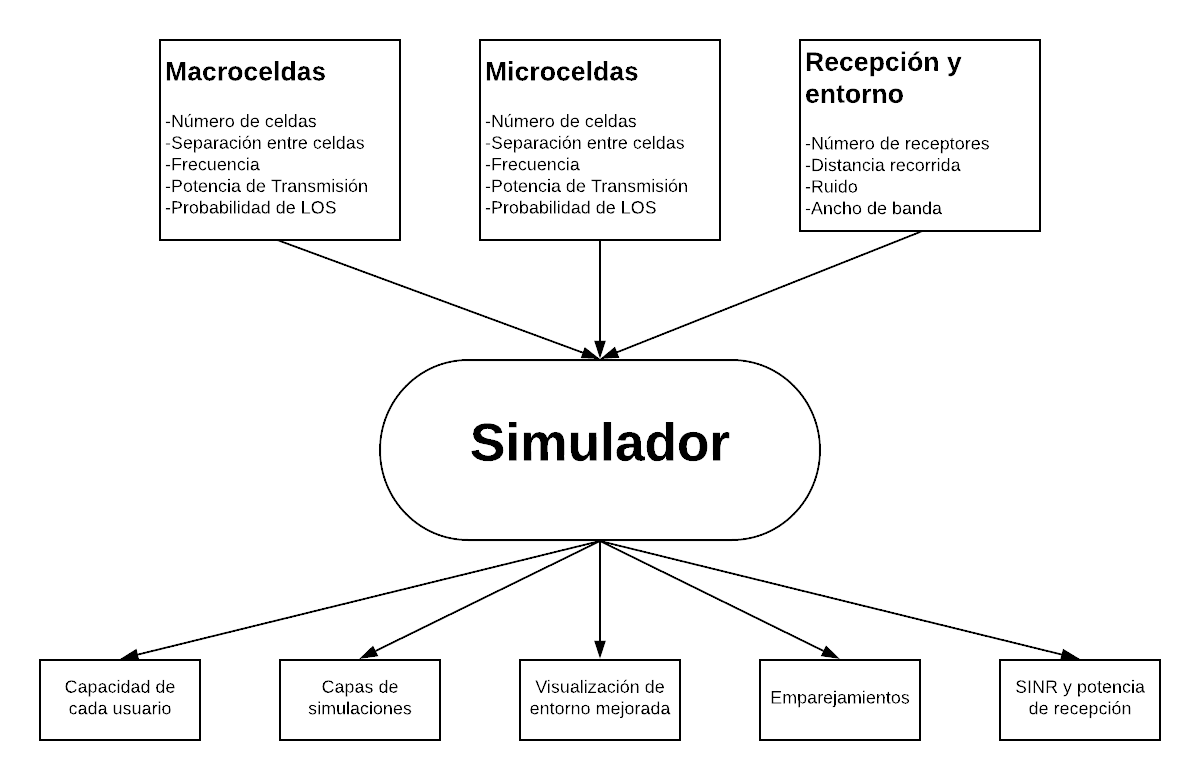 Macroceldas
-Número de celdas
-Separación entre celdas
-Frecuencia
-Potencia de Transmisión
-Probabilidad de LOS
Microceldas
-Número de celdas
-Separación entre celdas
-Frecuencia
-Potencia de Transmisión
-Probabilidad de LOS
Recepción y
entorno
-Número de receptores
-Distancia recorrida
-Ruido
-Ancho de banda
Simulador
Capacidad de
cada usuario
Capas de
simulaciones
Visualización de
entorno mejorada
Emparejamientos
SINR y potencia
de recepción